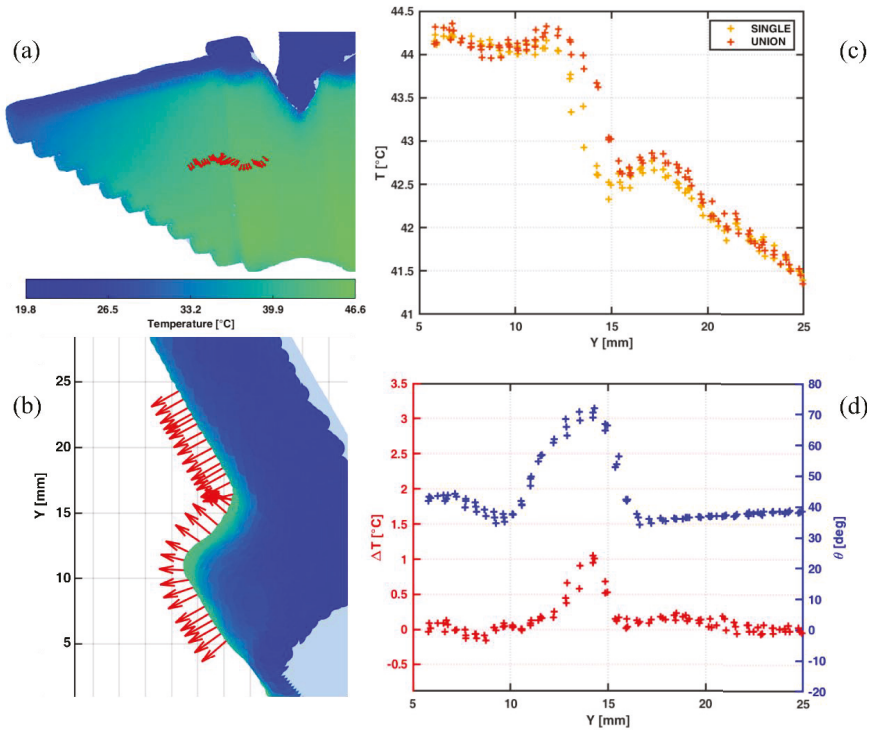 (a)
19.8 26.5 33.2 39.9 46.6
Temperature [°C]
(b)
25
20
15
10
5
Y [mm]
44.5
44
43.5
43
42.5
42
41.5
41
T [°C]
SINGLE
UNION
5 10 15 20 25
Y [mm]
(c)
3.5
3
2.5
2
1.5
1
0.5
0
-0.5
ΔT [°C]
80
70
60
50
40
30
20
10
0
-10
-20
θ [deg]
5 10 15 20 25
Y [mm]
(d)